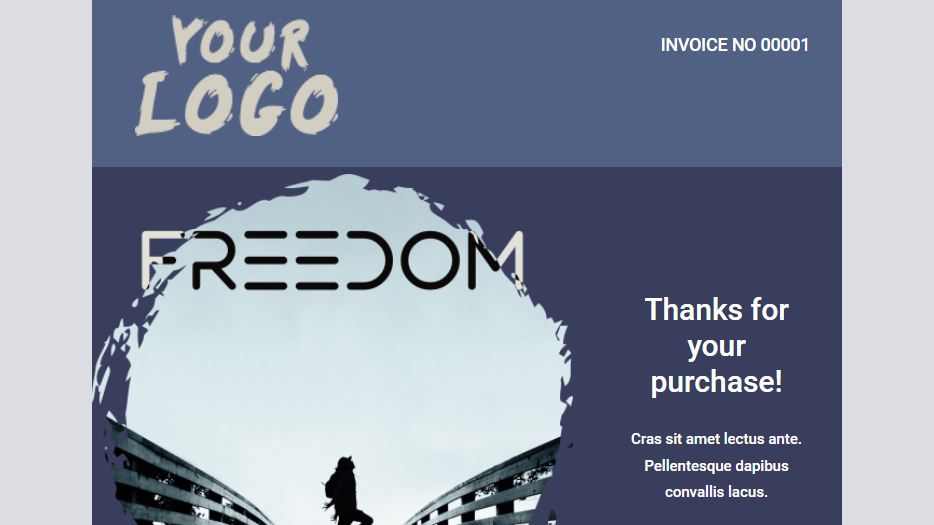 YOUR
LOGO
INVOICE NO 00001
FREEDOM
Thanks for
your
purchase!
Cras sit amet lectus ante.
Pellentesque dapibus
convallis lacus.